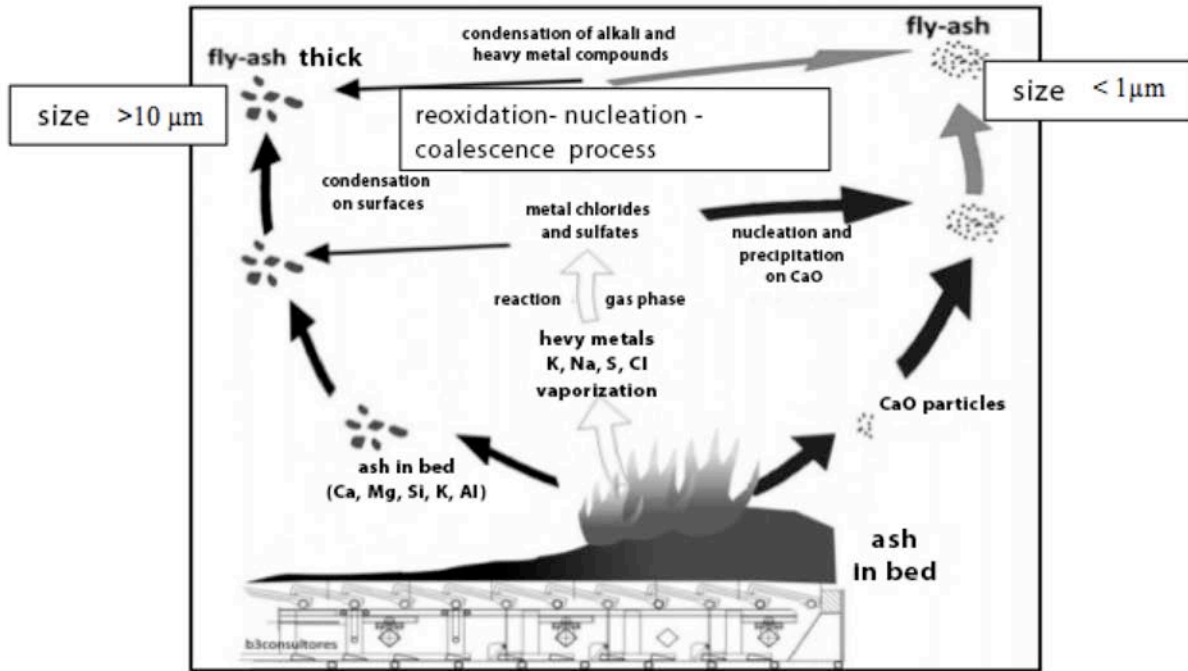 condensation of alkali and
heavy metal compounds
fly-ash
fly-ash thick
size >10 µm
size < 1µm
reoxidation- nucleation -
coalescence process
condensation
on surfaces
metal chlorides
and sulfates
nucleation and
precipitation
on CaO
reaction gas phase
hevy metals
K, Na, S, Cl
vaporization
CaO particles
ash in bed
(Ca, Mg, Si, K, Al)
ash
in bed
b3consultores